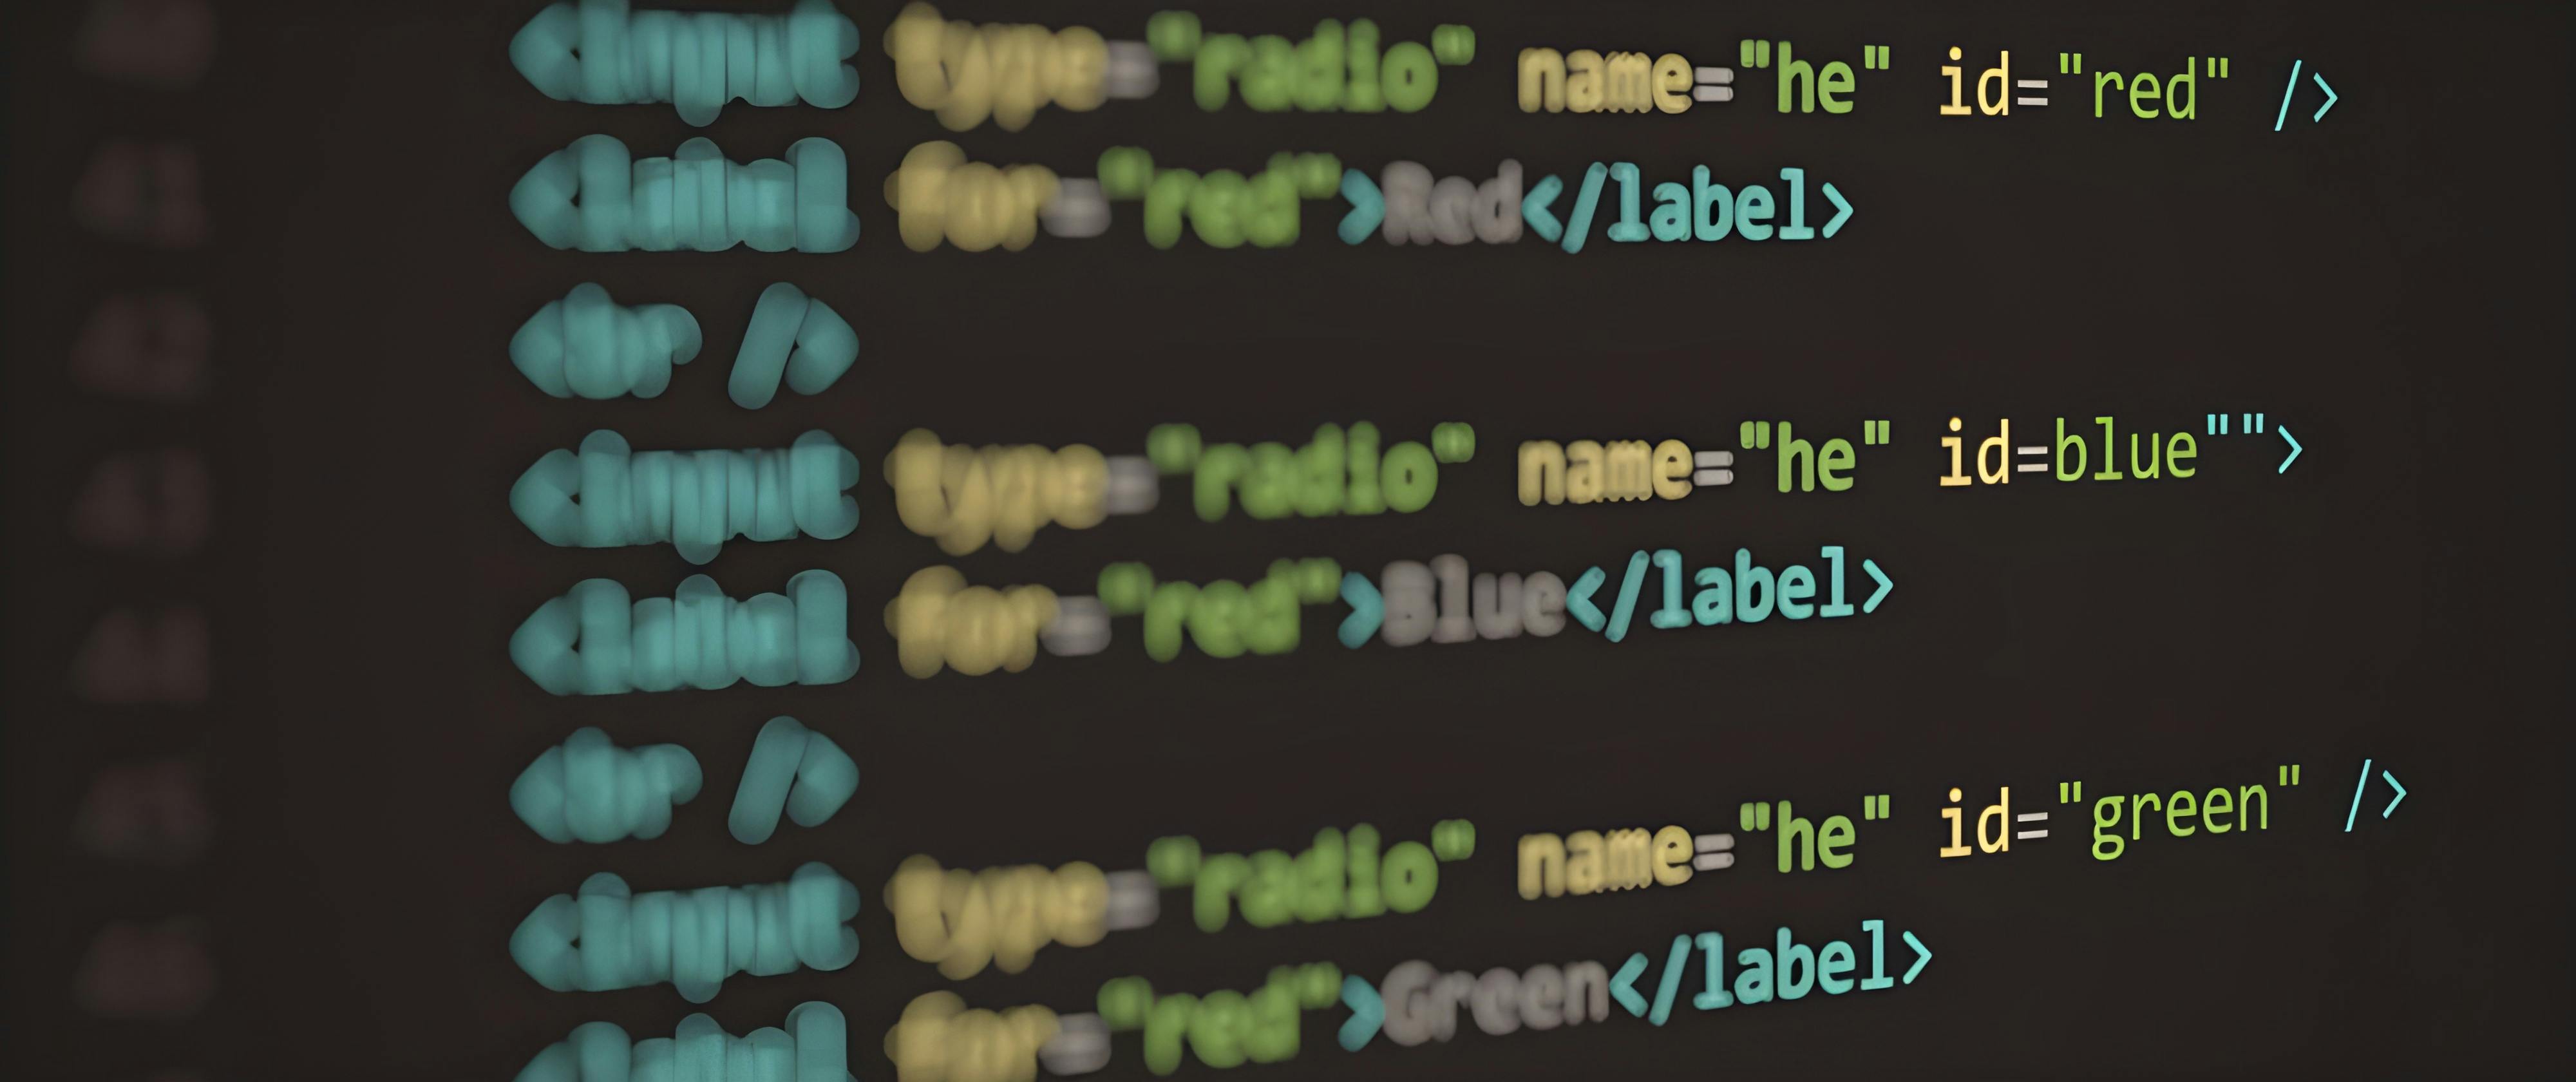 <input type="radio" name="he" id="red" />
<label for="red">Red</label>
<br />
<input type="radio" name="he" id=blue"">
<label for="red">Blue</label>
<br />
<input type="radio" name="he" id="green" />
<label for="red">Green</label>